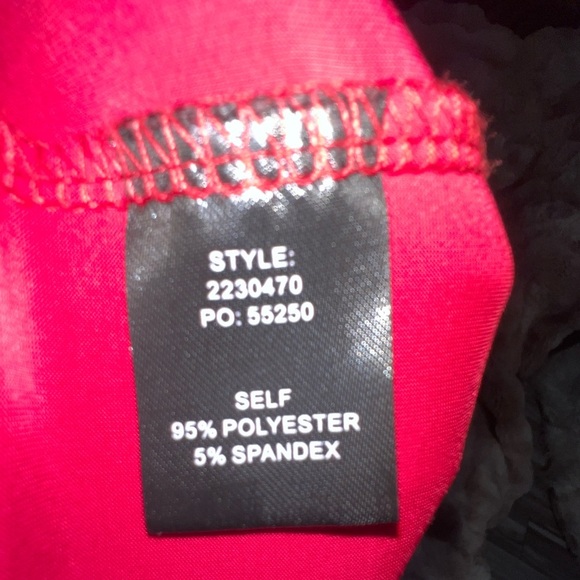 STYLE:
2230470
PO: 55250
SELF
95% POLYESTER
5% SPANDEX